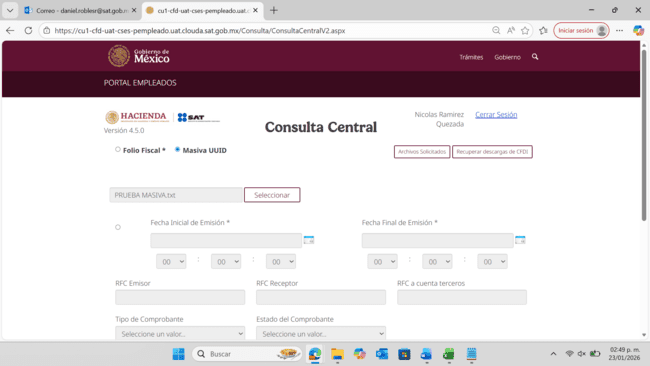 Correo - daniel.roblesr@sat.gob.m
cu1-cfd-uat-cses-pempleado.uat
https://cu1-cfd-uat-cses-pempleado.uat.clouda.sat.gob.mx/Consulta/ConsultaCentralV2.aspx
Iniciar sesión
Gobierno de
México
Trámites
Gobierno
PORTAL EMPLEADOS
HACIENDA
SAT
Versión 4.5.0
Consulta Central
Nicolas Ramirez
Quezada
Cerrar Sesión
Folio Fiscal *
Masiva UUID
Archivos Solicitados
Recuperar descargas de CFDI
PRUEBA MASIVA.txt
Seleccionar
Fecha Inicial de Emisión *
Fecha Final de Emisión *
00 : 00 : 00
00 : 00 : 00
RFC Emisor
RFC Receptor
RFC a cuenta terceros
Tipo de Comprobante
Estado del Comprobante
Seleccione un valor...
Seleccione un valor...
Buscar
02:49 p. m.
23/01/2026